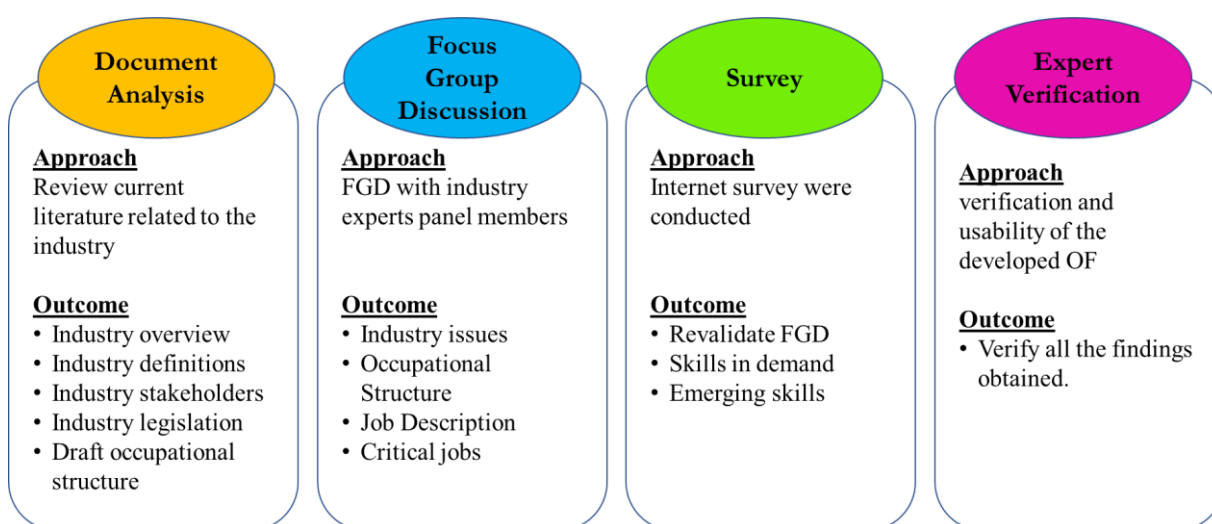 Document
Analysis
Approach
Review current
literature related to the
industry
Outcome
• Industry overview
• Industry definitions
• Industry stakeholders
• Industry legislation
• Draft occupational
structure
Focus
Group
Discussion
Approach
FGD with industry
experts panel members
Outcome
• Industry issues
• Occupational
Structure
• Job Description
• Critical jobs
Survey
Approach
Internet survey were
conducted
Outcome
• Revalidate FGD
• Skills in demand
• Emerging skills
Expert
Verification
Approach
verification and
usability of the
developed OF
Outcome
• Verify all the findings
obtained.